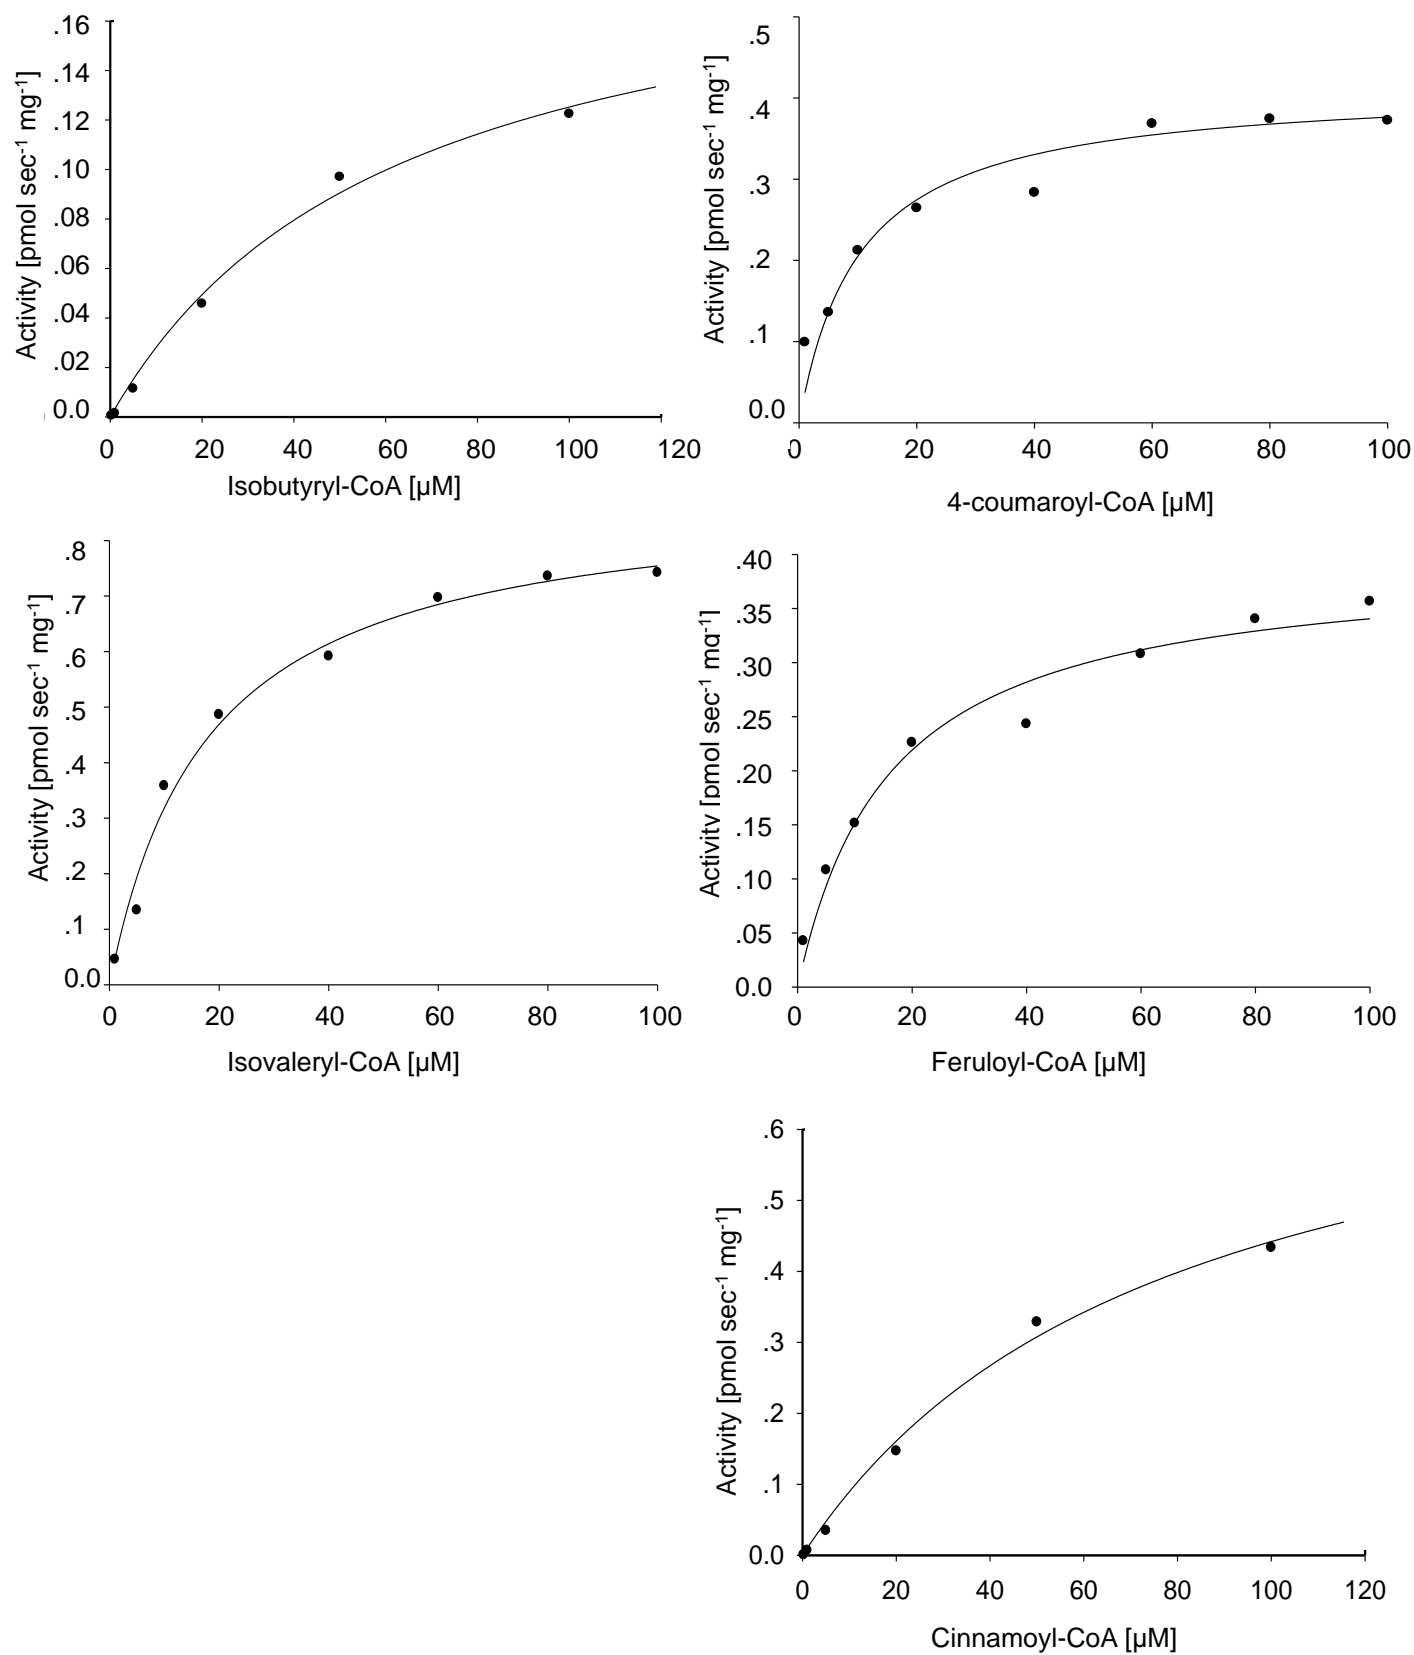 .16
.14
.12
.10
.08
.06
.04
.02
0.0
Activity [pmol sec⁻¹ mg⁻¹]
0 20 40 60 80 100 120
Isobutyryl-CoA [µM]
.5
.4
.3
.2
.1
0.0
Activity [pmol sec⁻¹ mg⁻¹]
0 20 40 60 80 100
4-coumaroyl-CoA [µM]
.8
.7
.6
.5
.4
.3
.2
.1
0.0
Activity [pmol sec⁻¹ mg⁻¹]
0 20 40 60 80 100
Isovaleryl-CoA [µM]
.40
.35
.30
.25
.20
.15
.10
.05
0.0
Activity [pmol sec⁻¹ mg⁻¹]
0 20 40 60 80 100
Feruloyl-CoA [µM]
.6
.5
.4
.3
.2
.1
0.0
Activity [pmol sec⁻¹ mg⁻¹]
0 20 40 60 80 100 120
Cinnamoyl-CoA [µM]